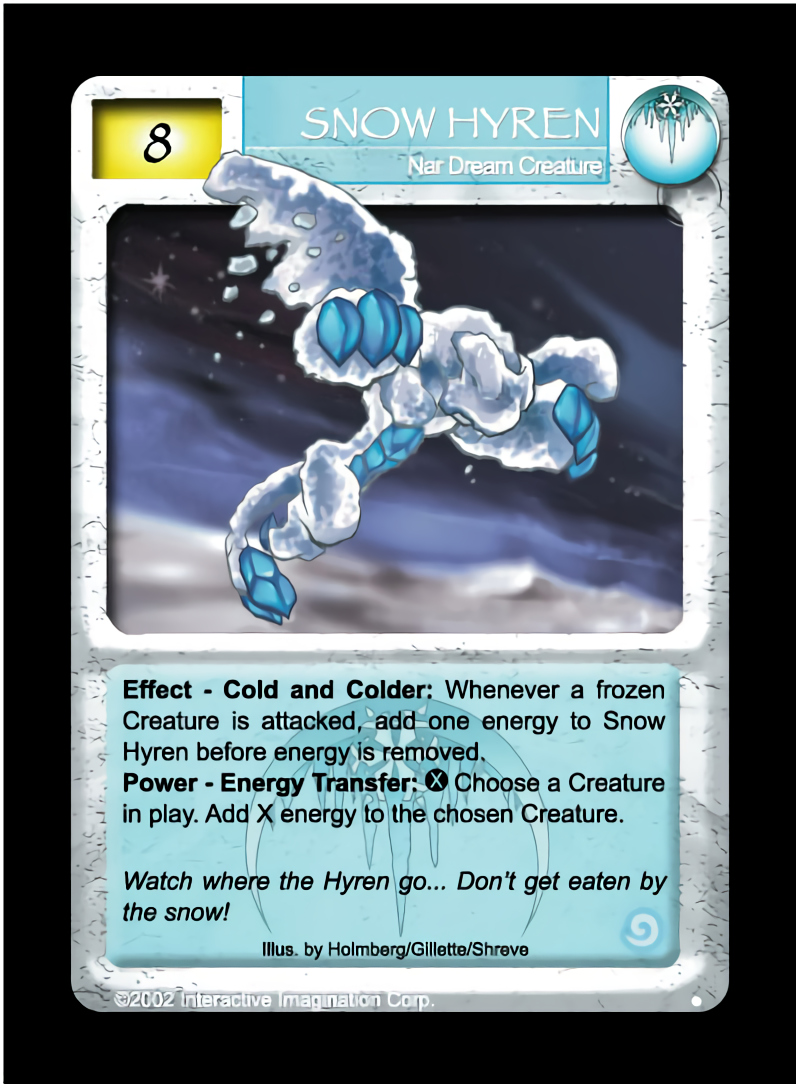 8
SNOW HYREN
Nar Dream Creature
Effect - Cold and Colder: Whenever a frozen
Creature is attacked, add one energy to Snow
Hyren before energy is removed.
Power - Energy Transfer: X Choose a Creature
in play. Add X energy to the chosen Creature.
Watch where the Hyren go... Don't get eaten by
the snow!
Illus. by Holmberg/Gillette/Shreve
©2002 Interactive Imagination Corp.